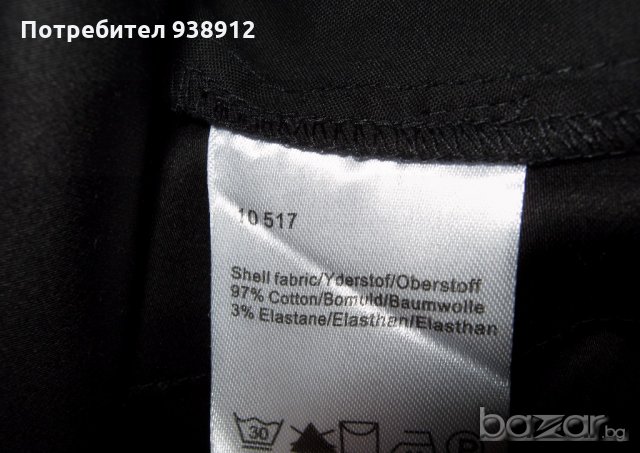 Потребител 938912
10 517
Shell fabric/Yderstof/Oberstoff
97% Cotton/Bomuld/Baumwolle
3% Elastane/Elasthan/Elasthan
30
P
bazar.bg